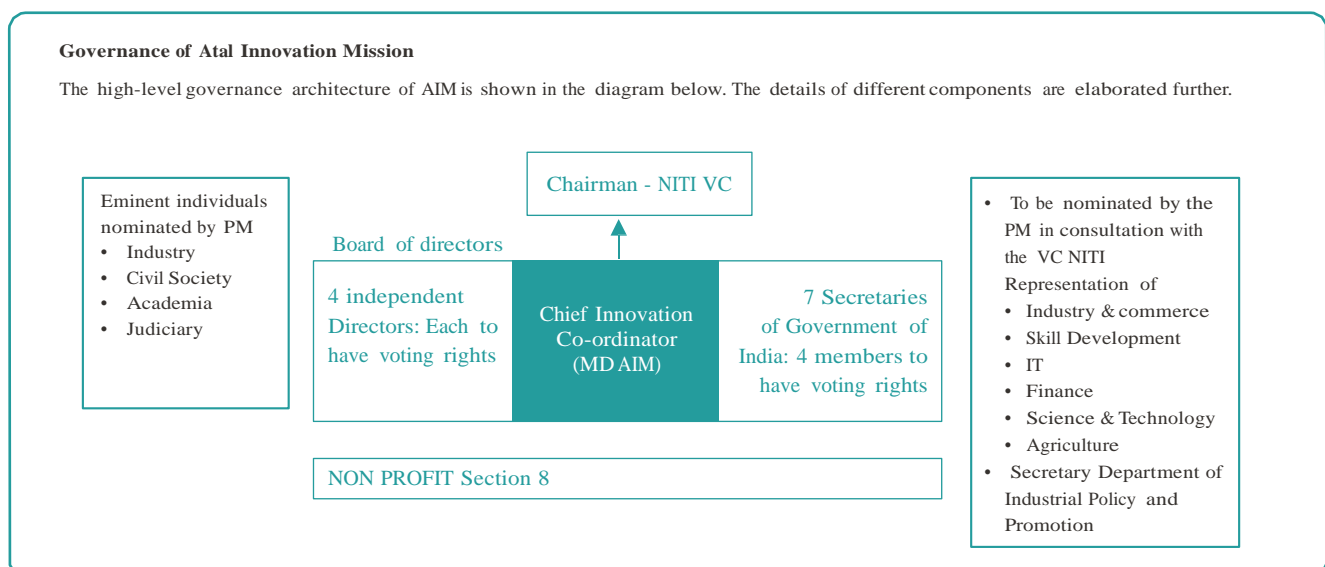 Governance of Atal Innovation Mission
The high-level governance architecture of AIM is shown in the diagram below. The details of different components are elaborated further.
Chairman - NITI VC
Eminent individuals
nominated by PM
• Industry
• Civil Society
• Academia
• Judiciary
Board of directors
4 independent
Directors: Each to
have voting rights
Chief Innovation
Co-ordinator
(MD AIM)
7 Secretaries
of Government of
India: 4 members to
have voting rights
NON PROFIT Section 8
• To be nominated by the
PM in consultation with
the VC NITI
Representation of
• Industry & commerce
• Skill Development
• IT
• Finance
• Science & Technology
• Agriculture
• Secretary Department of
Industrial Policy and
Promotion